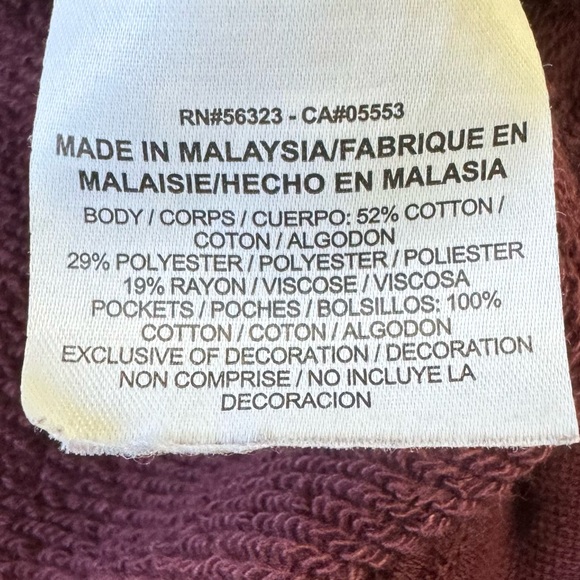 RN#56323 - CA#05553
MADE IN MALAYSIA/FABRIQUE EN
MALAISIE/HECHO EN MALASIA
BODY / CORPS / CUERPO: 52% COTTON /
COTON / ALGODON
29% POLYESTER / POLYESTER / POLIESTER
19% RAYON / VISCOSE / VISCOSA
POCKETS / POCHES / BOLSILLOS: 100%
COTTON / COTON / ALGODON
EXCLUSIVE OF DECORATION / DECORATION
NON COMPRISE / NO INCLUYE LA
DECORACION